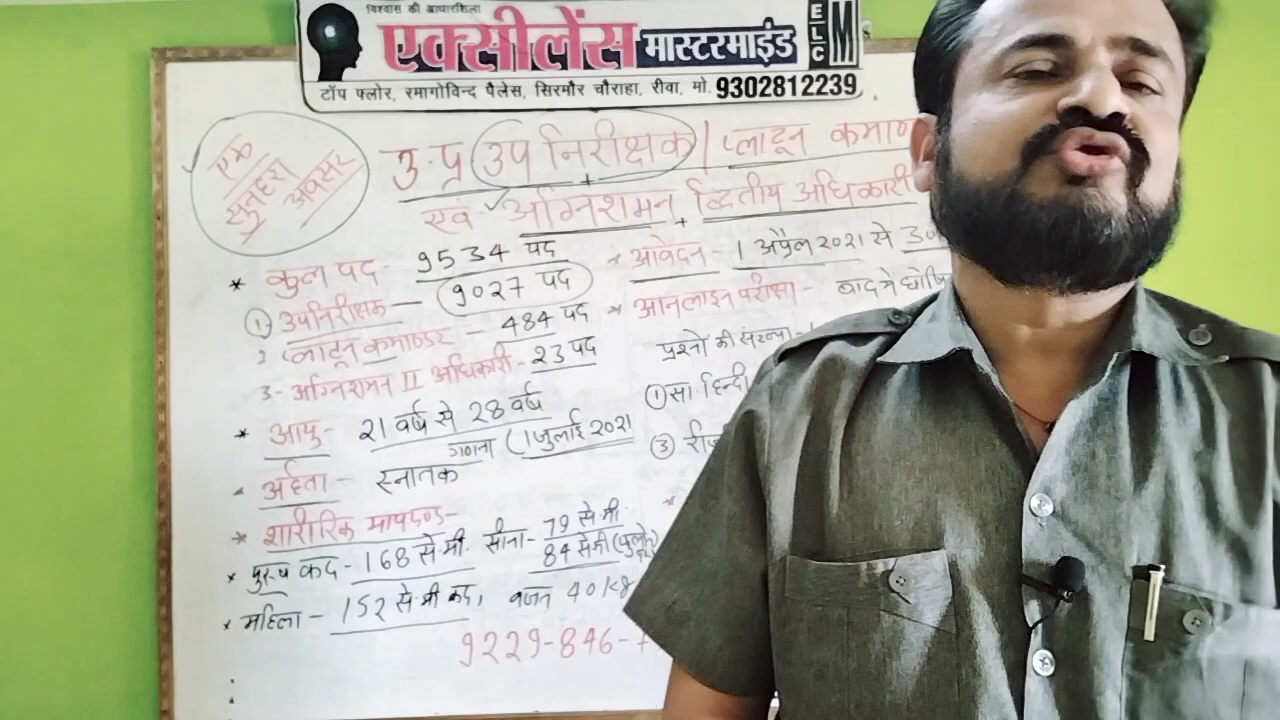 विश्वास की आधारशिला
एक्सीलेंस मास्टरमाइंड
ELC M
टॉप फ्लोर, रमागोविन्द पैलेस, सिरमौर चौराहा, रीवा, मो. 9302812239
एक सुनहरा अवसर
उ.प्र उप निरीक्षक / प्लाटून कमाण
एवं अग्निशमन द्वितीय अधिकारी
* कुल पद- 9534 पद
① उपनिरीक्षक — 9027 पद
2 प्लाटून कमाण्डर - 484 पद
3- अग्निशमन II अधिकारी- 23 पद
* आयु- 21 वर्ष से 28 वर्ष
गणना (1 जुलाई 2021
अर्हता - स्नातक
* शारीरिक मापदण्ड-
* पुरुष कद - 168 से.मी. सीना- 79 से मी
84 सेमी
* महिला - 152 से.मी कद, वजन 40 kg
* आवेदन- 1 अप्रैल 2021 से 30
* आनलाइन परीक्षा- बाद मे
प्रश्नों की संख्या-
① सा. हिन्दी
③
9229-846-